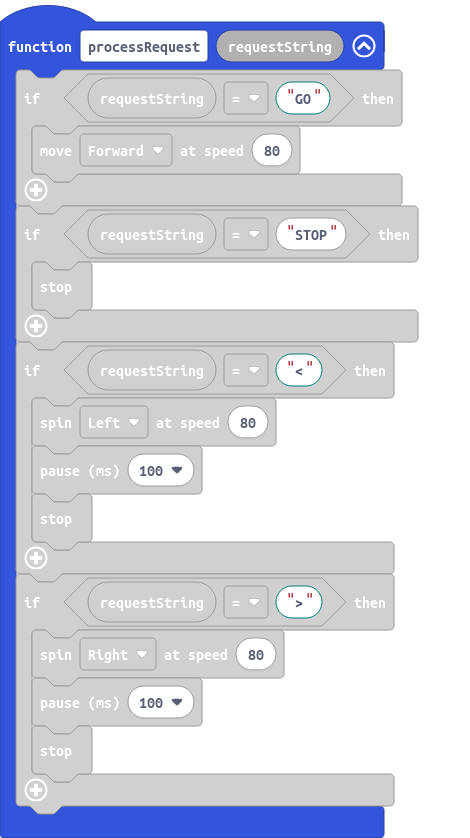 function processRequest requestString
if requestString = "GO" then
move Forward at speed 80
if requestString = "STOP" then
stop
if requestString = "<" then
spin Left at speed 80
pause (ms) 100
stop
if requestString = ">" then
spin Right at speed 80
pause (ms) 100
stop